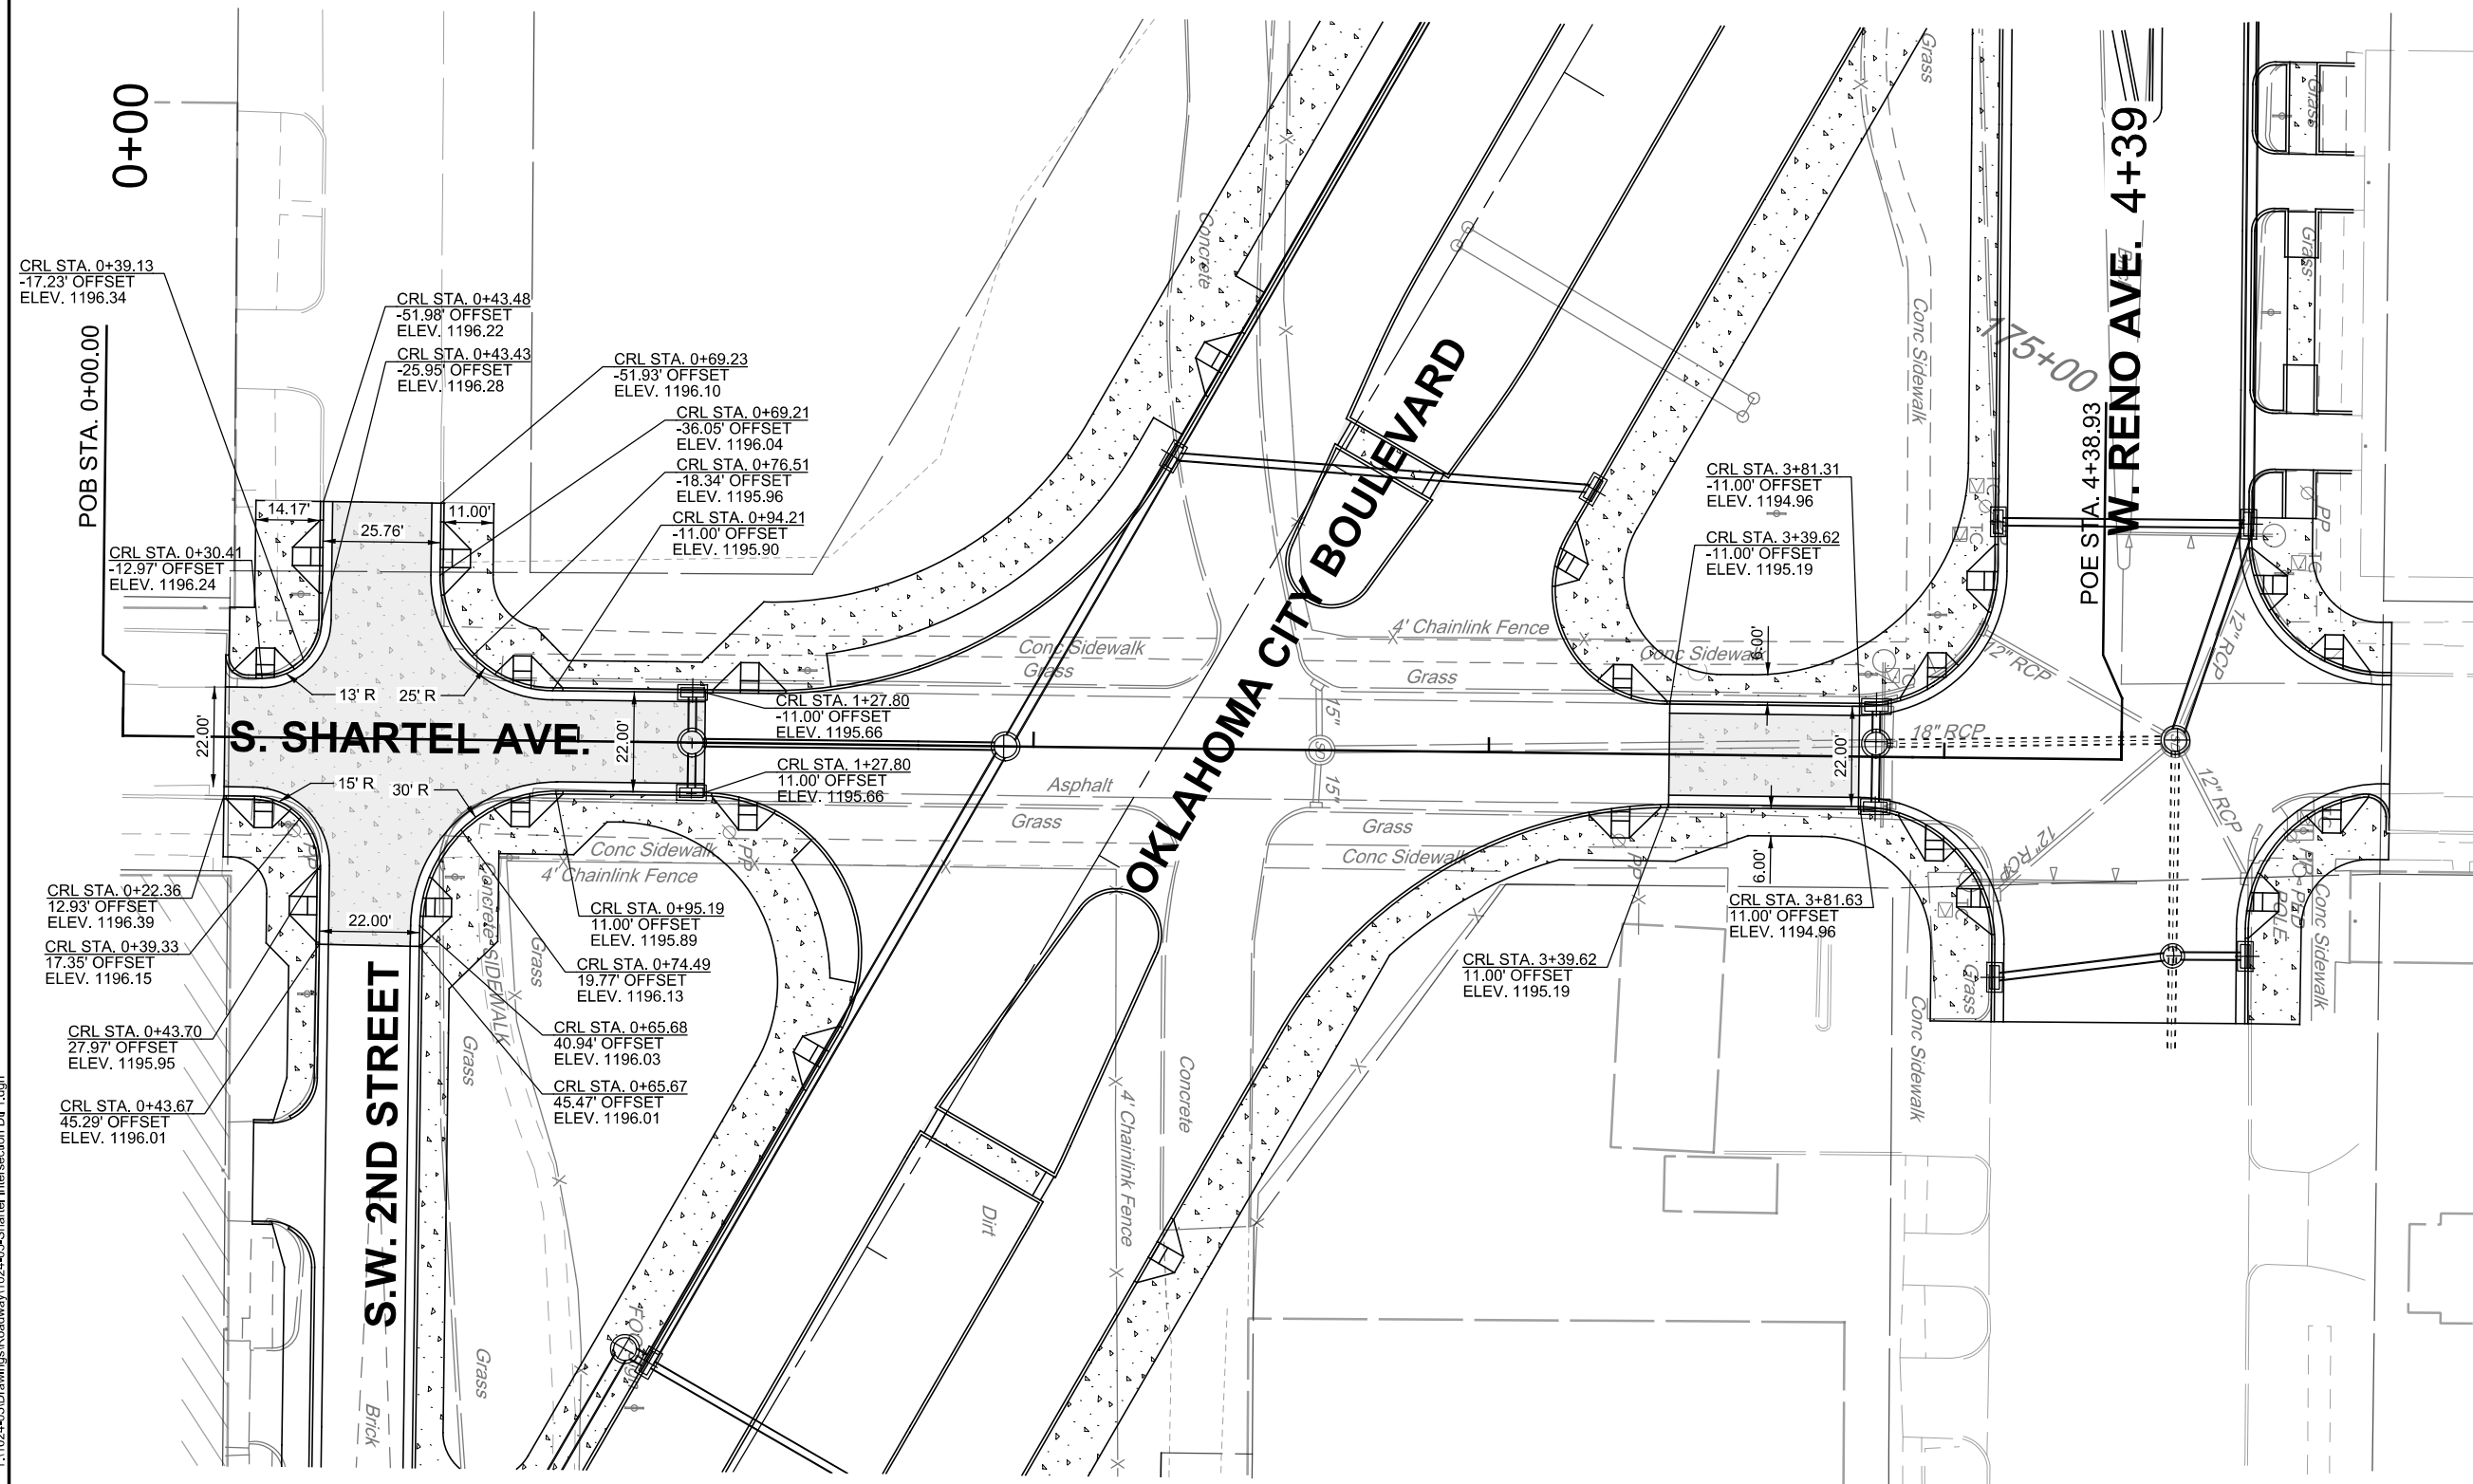 0+00
CRL STA. 0+39.13
-17.23' OFFSET
ELEV. 1196.34
POB STA. 0+00.00
CRL STA. 0+43.48
-51.98' OFFSET
ELEV. 1196.22
CRL STA. 0+43.43
-25.95' OFFSET
ELEV. 1196.28
CRL STA. 0+69.23
-51.93' OFFSET
ELEV. 1196.10
CRL STA. 0+69.21
-36.05' OFFSET
ELEV. 1196.04
CRL STA. 0+76.51
-18.34' OFFSET
ELEV. 1195.96
CRL STA. 0+94.21
-11.00' OFFSET
ELEV. 1195.90
14.17'
25.76'
11.00'
CRL STA. 0+30.41
-12.97' OFFSET
ELEV. 1196.24
13' R
25' R
22.00'
S. SHARTEL AVE.
22.00'
15' R
30' R
CRL STA. 1+27.80
-11.00' OFFSET
ELEV. 1195.66
CRL STA. 1+27.80
11.00' OFFSET
ELEV. 1195.66
CRL STA. 0+22.36
12.93' OFFSET
ELEV. 1196.39
CRL STA. 0+39.33
17.35' OFFSET
ELEV. 1196.15
CRL STA. 0+43.70
27.97' OFFSET
ELEV. 1195.95
CRL STA. 0+43.67
45.29' OFFSET
ELEV. 1196.01
22.00'
S.W. 2ND STREET
Brick
CRL STA. 0+95.19
11.00' OFFSET
ELEV. 1195.89
CRL STA. 0+74.49
19.77' OFFSET
ELEV. 1196.13
CRL STA. 0+65.68
40.94' OFFSET
ELEV. 1196.03
CRL STA. 0+65.67
45.47' OFFSET
ELEV. 1196.01
PP
Concrete SIDEWALK
Grass
Grass
Grass
Conc Sidewalk
4' Chainlink Fence
PP
Concrete
Conc Sidewalk
Grass
Asphalt
Grass
OKLAHOMA CITY BOULEVARD
4' Chainlink Fence
Conc Sidewalk
Grass
15"
SD
15"
Grass
Conc Sidewalk
Concrete
4' Chainlink Fence
Dirt
CRL STA. 3+81.31
-11.00' OFFSET
ELEV. 1194.96
CRL STA. 3+39.62
-11.00' OFFSET
ELEV. 1195.19
6.00'
22.00'
6.00'
CRL STA. 3+81.63
11.00' OFFSET
ELEV. 1194.96
CRL STA. 3+39.62
11.00' OFFSET
ELEV. 1195.19
PP
Grass
Conc Sidewalk
175+00
W. RENO AVE. 4+39
POE STA. 4+38.93
TC
18" RCP
12" RCP
12" RCP
12" RCP
12" RCP
Grass
Grass
PP
TC
Grass
Conc Sidewalk
POLE
Conc Sidewalk